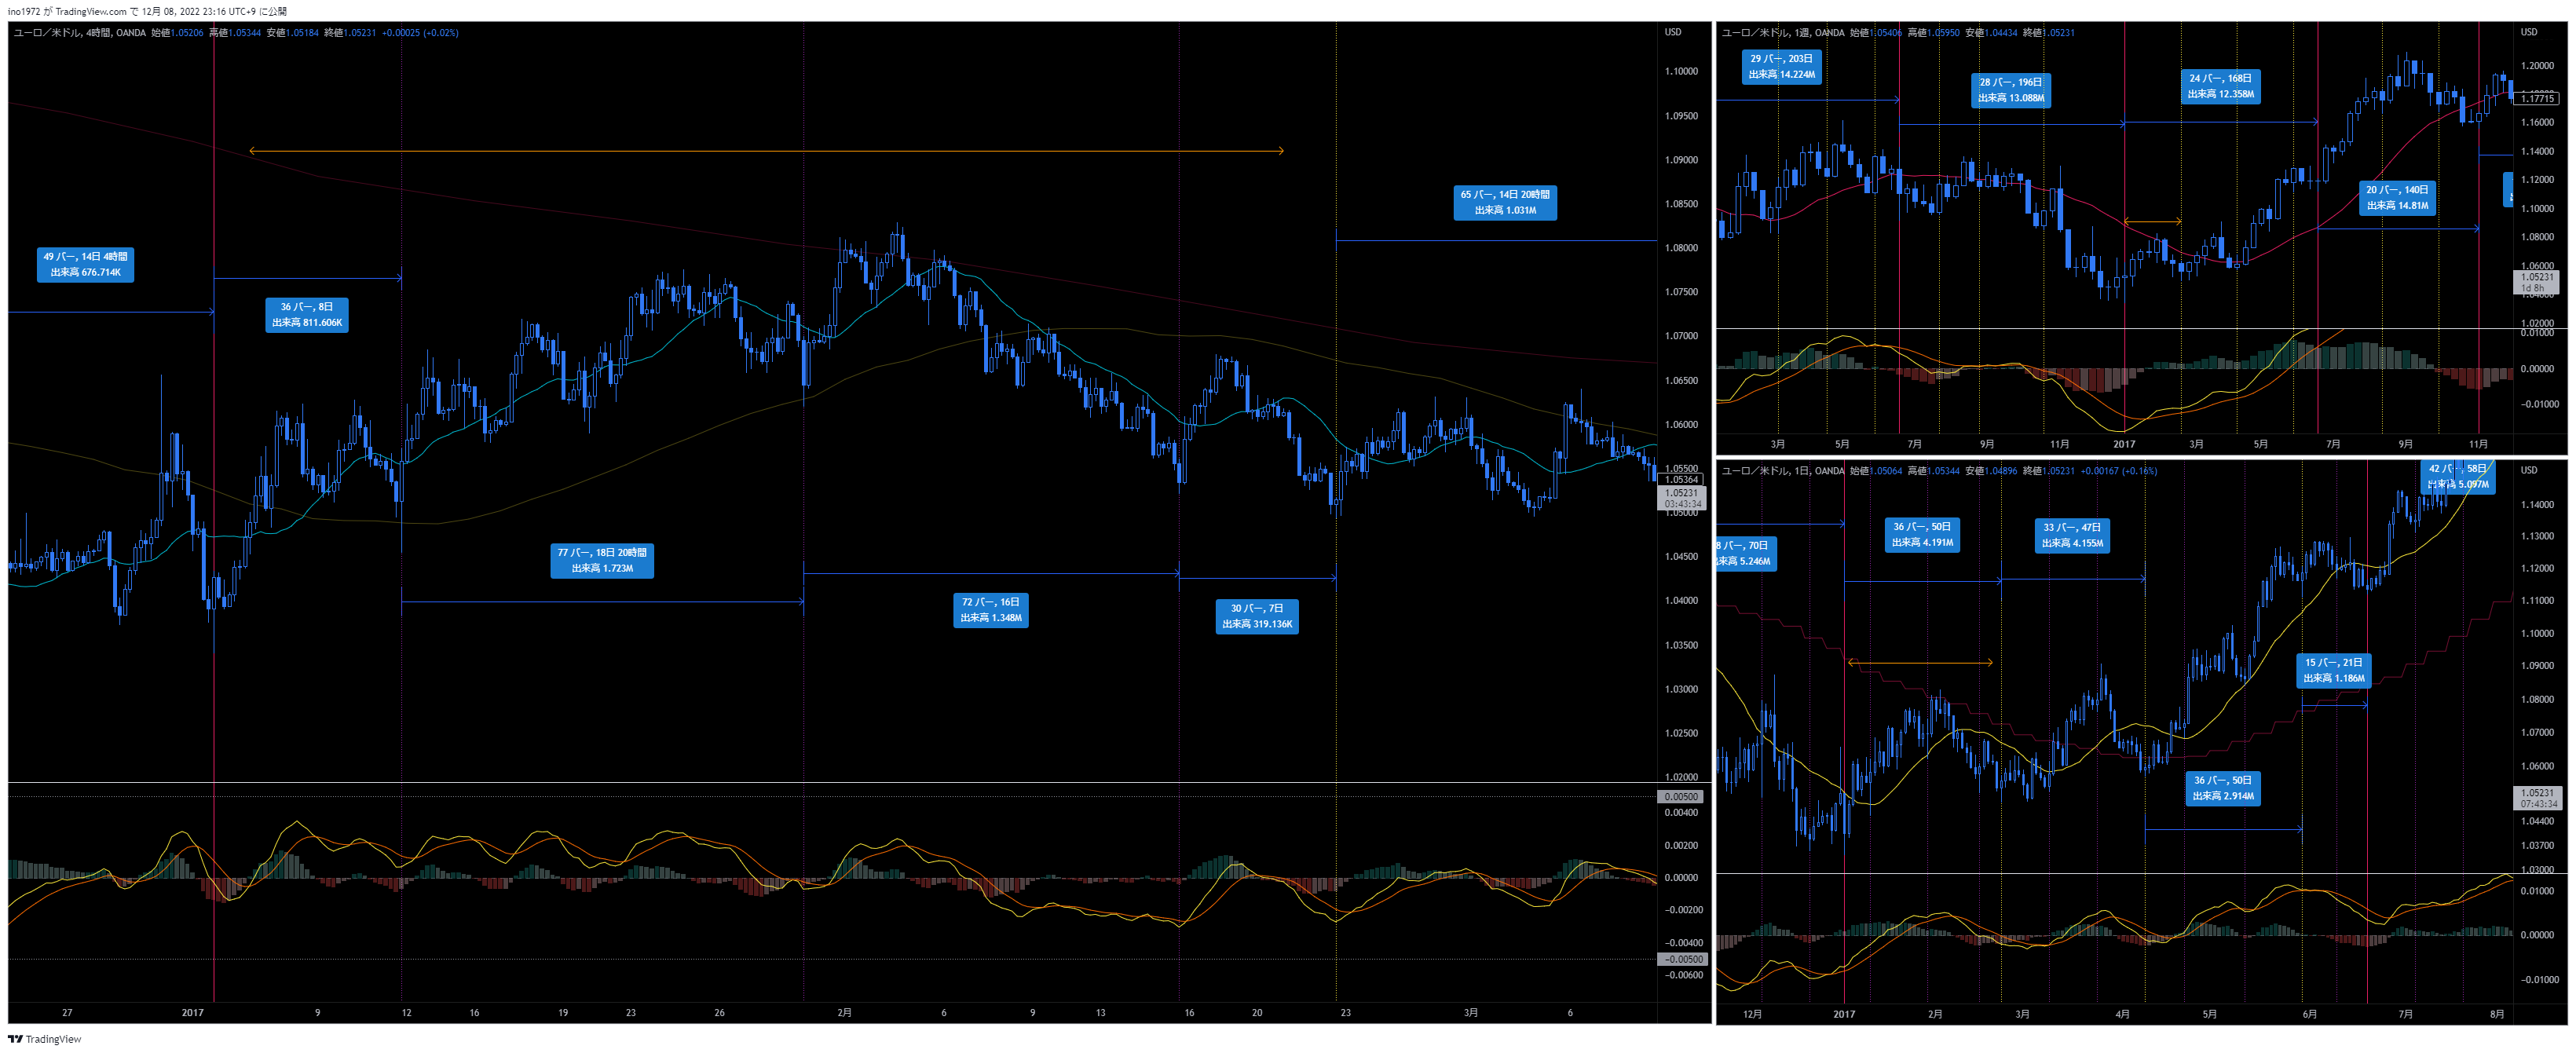 ino1972 が TradingView.com で 12月 08, 2022 23:16 UTC+9 に公開
ユーロ／米ドル, 4時間, OANDA 始値1.05206 高値1.05344 安値1.05184 終値1.05231 +0.00025 (+0.02%)
USD
1.10000
1.09500
1.09000
1.08500
1.08000
1.07500
1.07000
1.06500
1.06000
1.05500
1.05364
1.05231
03:43:34
1.05000
1.04500
1.04000
1.03500
1.03000
1.02500
1.02000
49 バー, 14日 4時間
出来高 676.714K
36 バー, 8日
出来高 811.606K
77 バー, 18日 20時間
出来高 1.723M
72 バー, 16日
出来高 1.348M
30 バー, 7日
出来高 319.136K
65 バー, 14日 20時間
出来高 1.031M
0.00500
0.00400
0.00200
0.00000
−0.00200
−0.00400
−0.00500
−0.00600
27 2017 9 12 16 19 23 26 2月 6 9 13 16 20 23 3月 6
ユーロ／米ドル, 1週, OANDA 始値1.05406 高値1.05950 安値1.04434 終値1.05231
USD
29 バー, 203日
出来高 14.224M
28 バー, 196日
出来高 13.088M
24 バー, 168日
出来高 12.358M
20 バー, 140日
出来高 14.81M
1.20000
1.17715
1.16000
1.14000
1.12000
1.10000
1.08000
1.06000
1.05231
1d 8h
1.04000
1.02000
0.01000
0.00000
−0.01000
3月 5月 7月 9月 11月 2017 3月 5月 7月 9月 11月
ユーロ／米ドル, 1日, OANDA 始値1.05064 高値1.05344 安値1.04896 終値1.05231 +0.00167 (+0.16%)
USD
42 バー, 58日
出来高 5.097M
8 バー, 70日
出来高 5.246M
36 バー, 50日
出来高 4.191M
33 バー, 47日
出来高 4.155M
15 バー, 21日
出来高 1.186M
36 バー, 50日
出来高 2.914M
1.14000
1.13000
1.12000
1.11000
1.10000
1.09000
1.08000
1.07000
1.06000
1.05231
07:43:34
1.04400
1.03700
1.03000
0.01000
0.00000
−0.01000
12月 2017 2月 3月 4月 5月 6月 7月 8月
TradingView